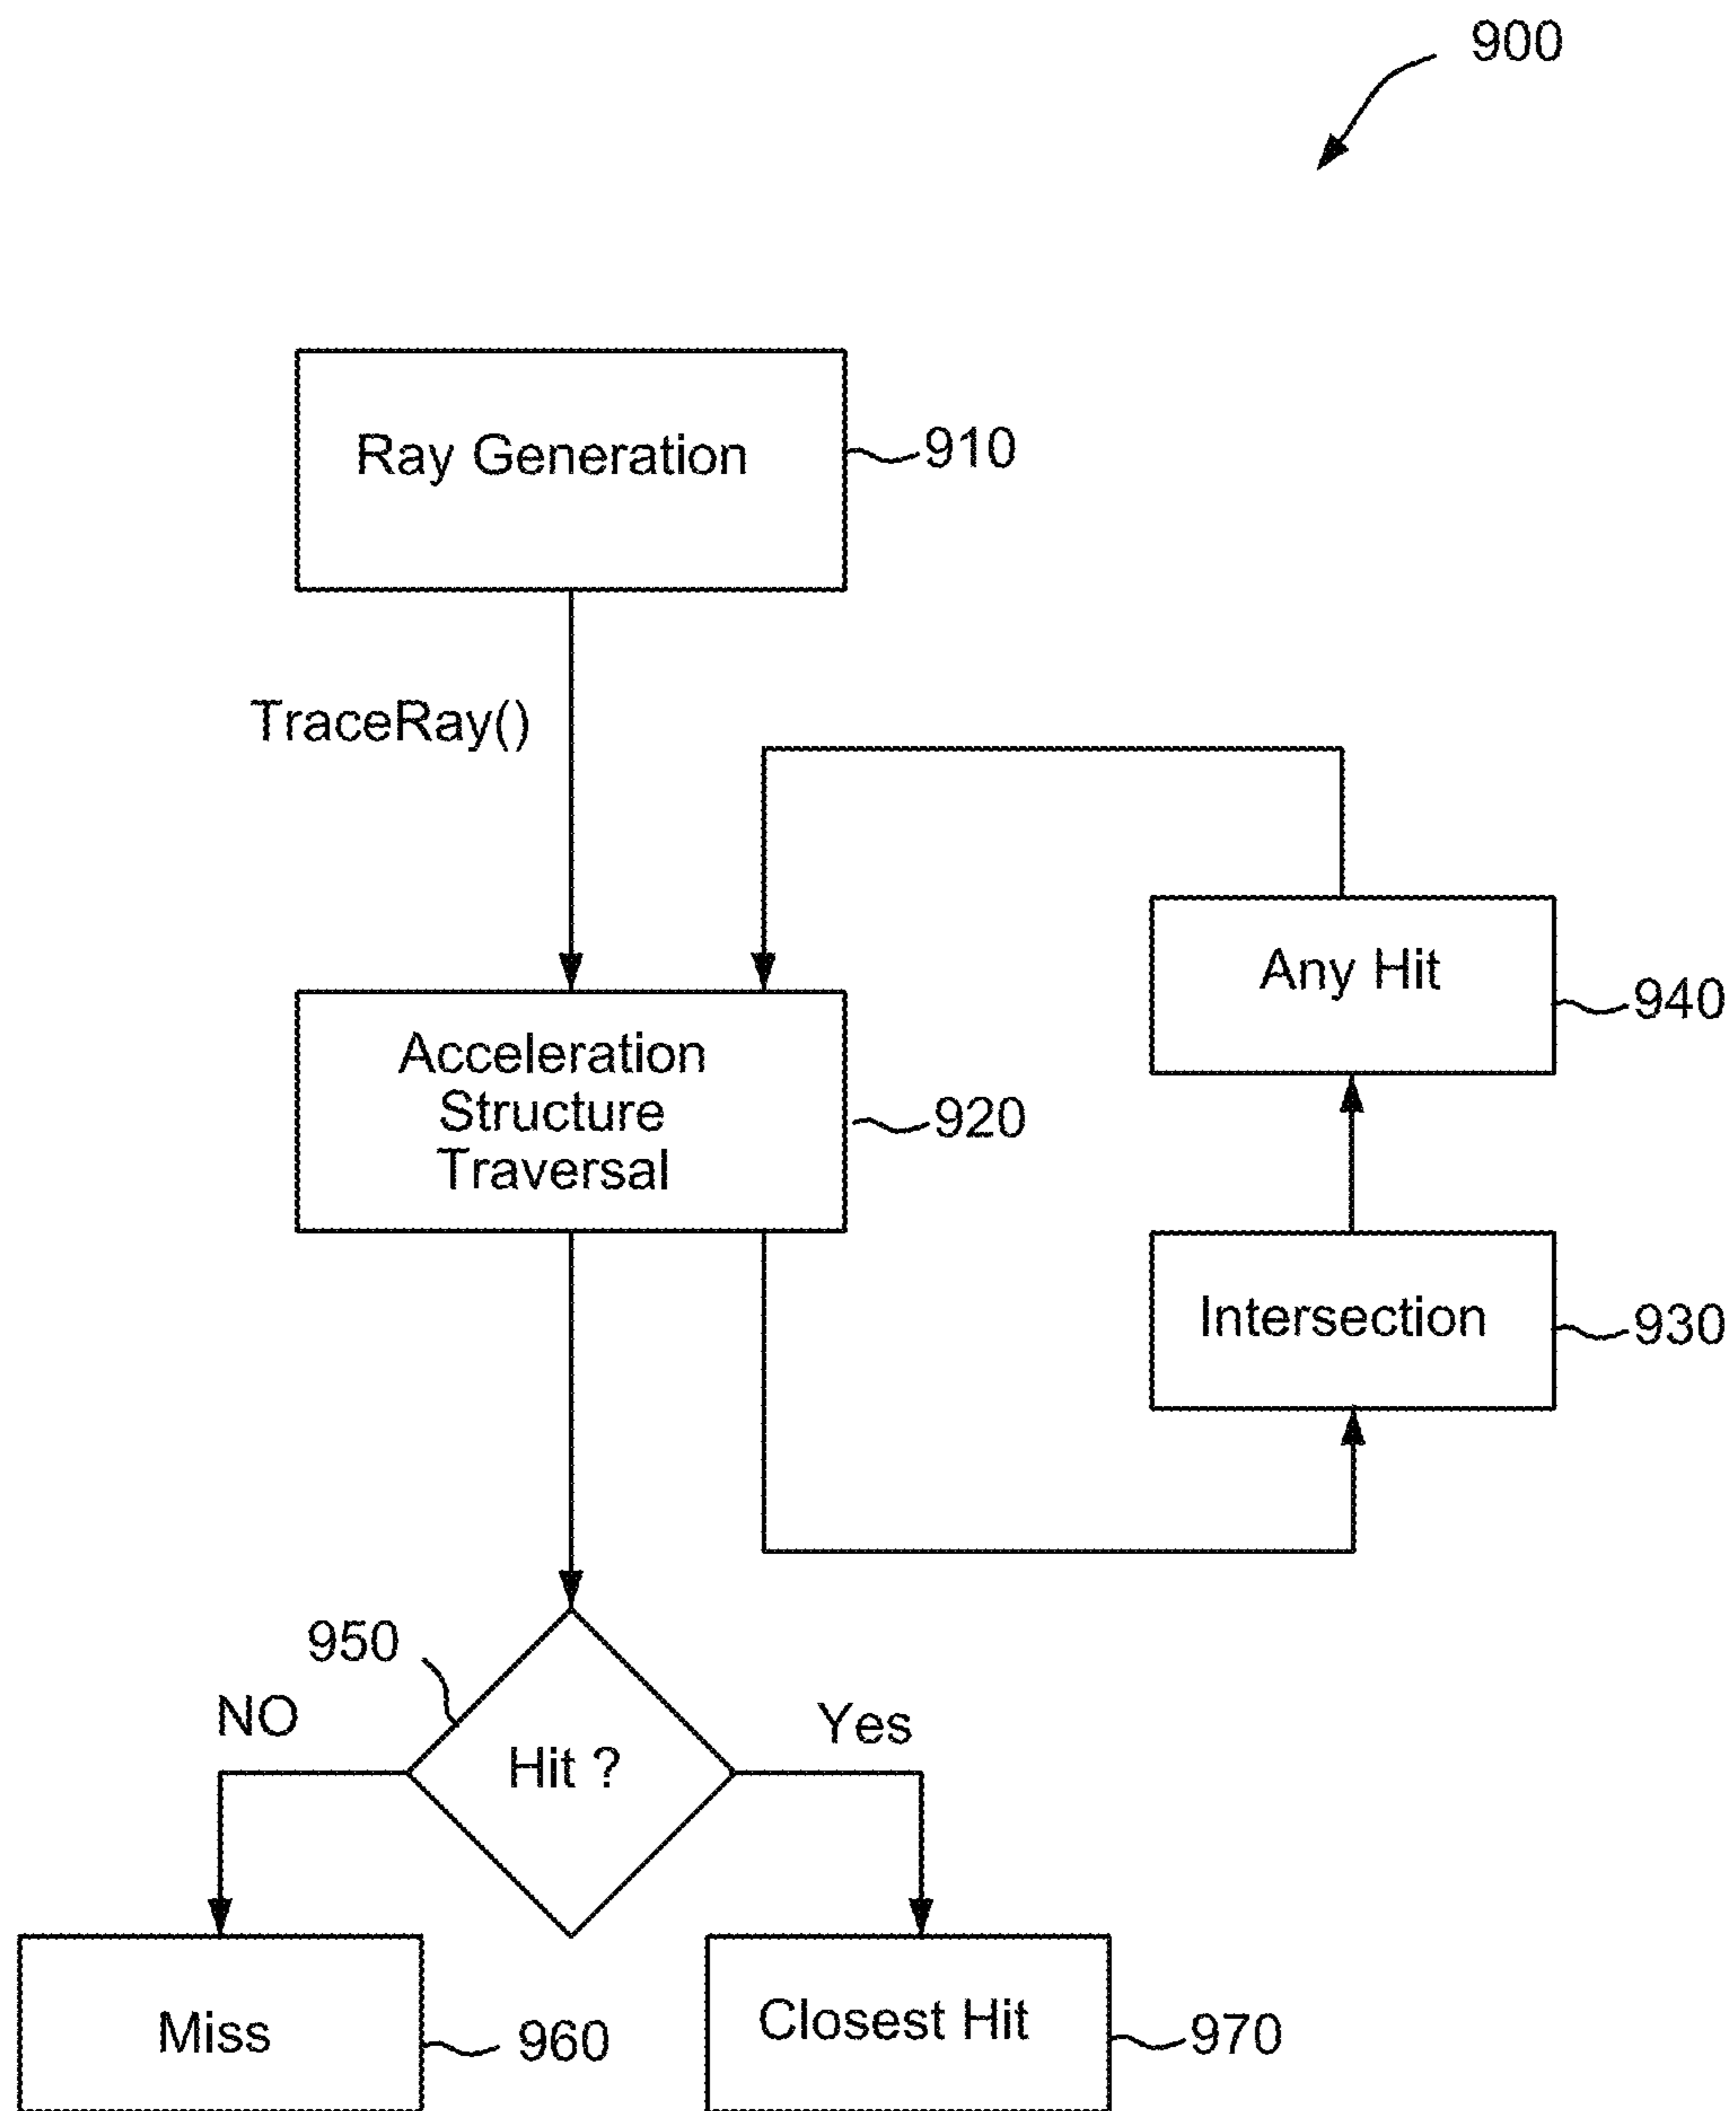 900
Ray Generation
910
TraceRay()
Any Hit
940
Acceleration
Structure
Traversal
920
Intersection
930
950
NO
Yes
Hit ?
Miss
960
Closest Hit
970